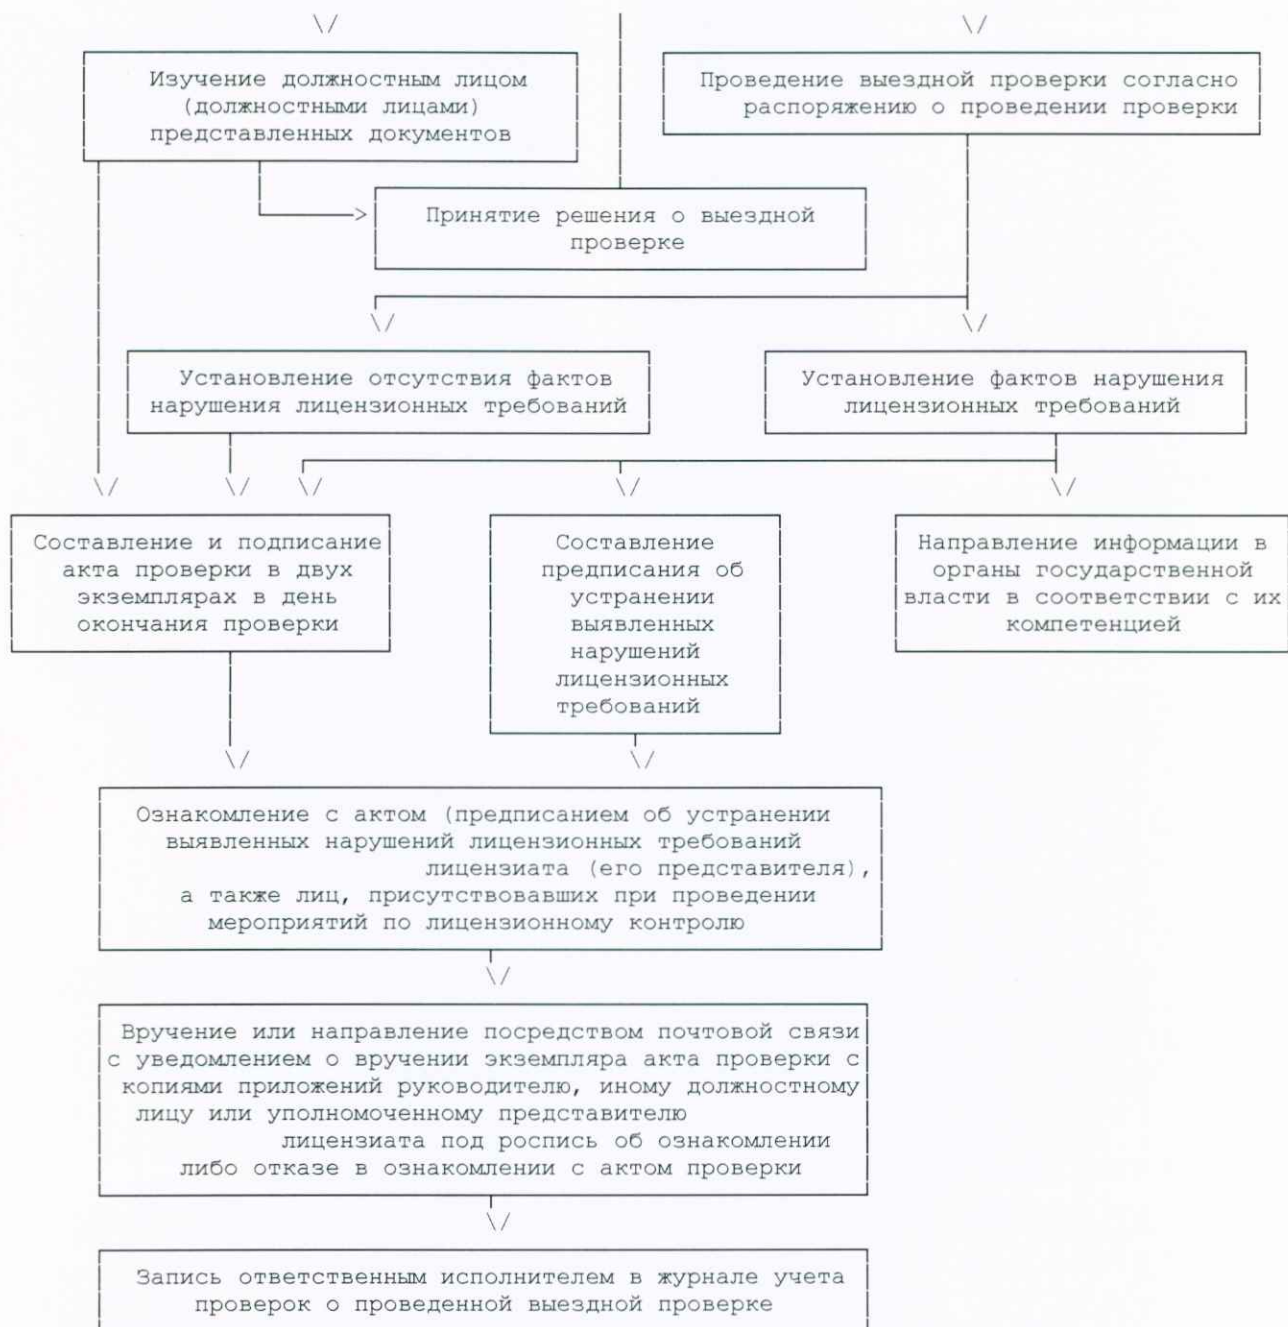 Изучение должностным лицом
(должностными лицами)
представленных документов
Проведение выездной проверки согласно
распоряжению о проведении проверки
Принятие решения о выездной
проверке
Установление отсутствия фактов
нарушения лицензионных требований
Установление фактов нарушения
лицензионных требований
Составление и подписание
акта проверки в двух
экземплярах в день
окончания проверки
Составление
предписания об
устранении
выявленных
нарушений
лицензионных
требований
Направление информации в
органы государственной
власти в соответствии с их
компетенцией
Ознакомление с актом (предписанием об устранении
выявленных нарушений лицензионных требований
лицензиата (его представителя),
а также лиц, присутствовавших при проведении
мероприятий по лицензионному контролю
Вручение или направление посредством почтовой связи
с уведомлением о вручении экземпляра акта проверки с
копиями приложений руководителю, иному должностному
лицу или уполномоченному представителю
лицензиата под роспись об ознакомлении
либо отказе в ознакомлении с актом проверки
Запись ответственным исполнителем в журнале учета
проверок о проведенной выездной проверке